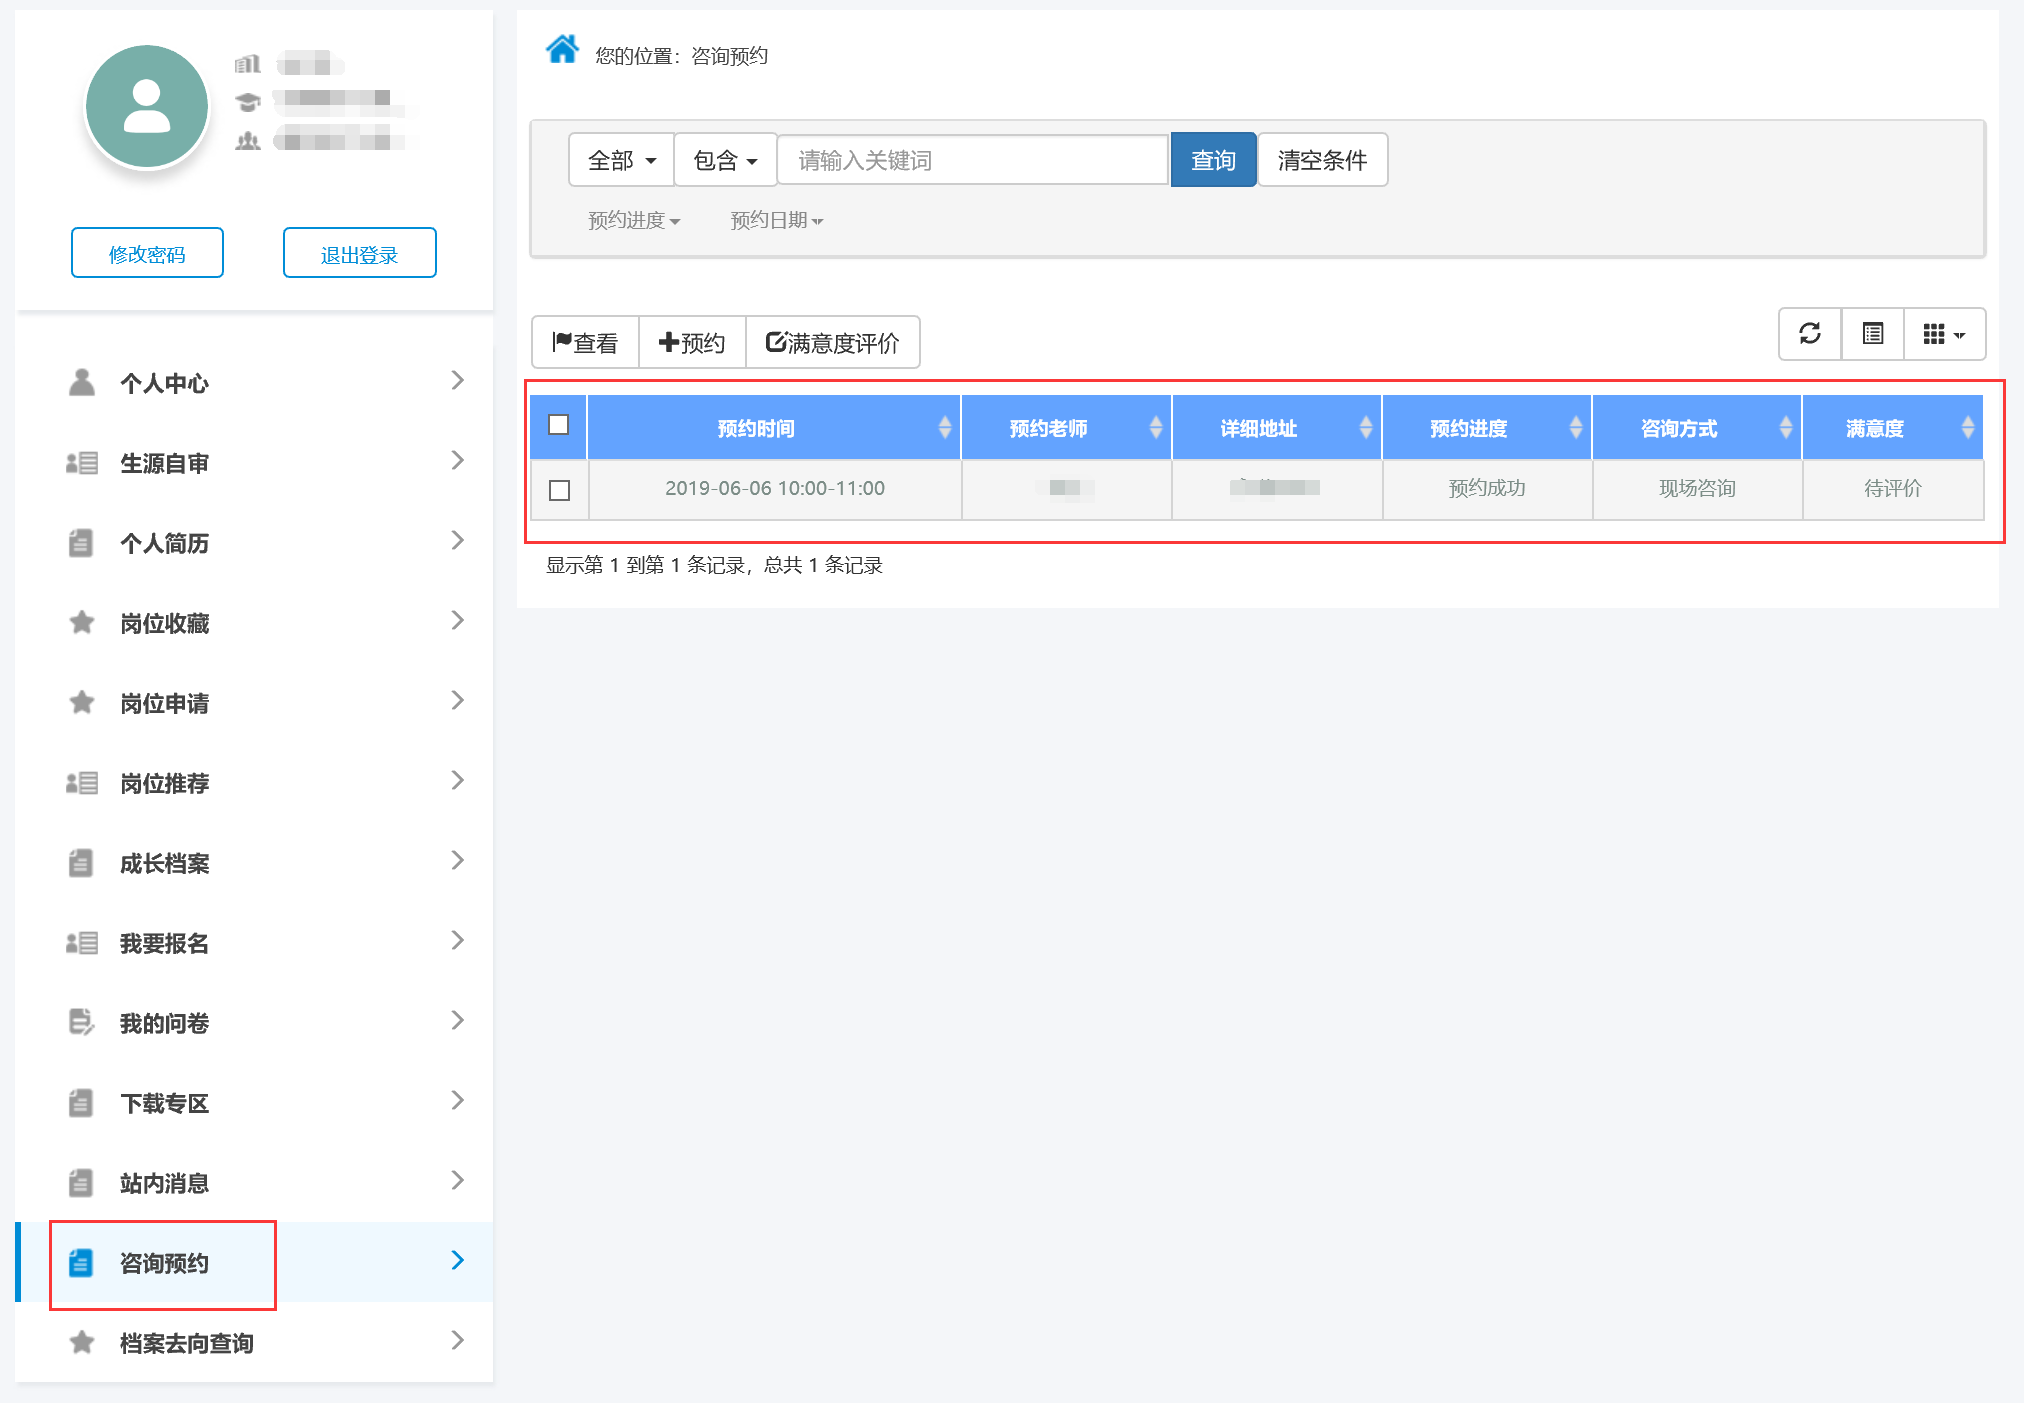 修改密码
退出登录
个人中心
生源自审
个人简历
岗位收藏
岗位申请
岗位推荐
成长档案
我要报名
我的问卷
下载专区
站内消息
咨询预约
档案去向查询
您的位置：咨询预约
全部 包含 请输入关键词 查询 清空条件
预约进度 预约日期
查看 预约 满意度评价
预约时间 预约老师 详细地址 预约进度 咨询方式 满意度
2019-06-06 10:00-11:00 预约成功 现场咨询 待评价
显示第 1 到第 1 条记录，总共 1 条记录